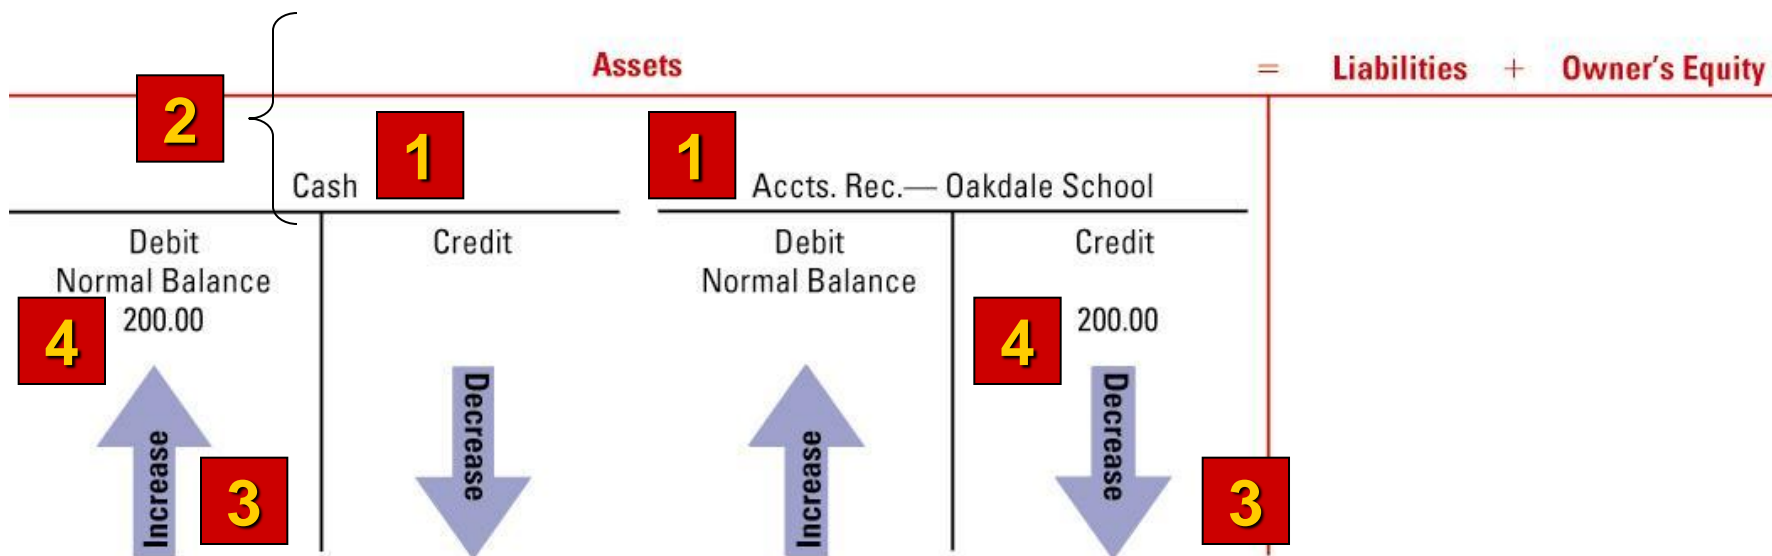 Assets = Liabilities + Owner's Equity
2
1
1
Cash
Accts. Rec.— Oakdale School
Debit Credit Debit Credit
Normal Balance Normal Balance
4 200.00 4 200.00
Increase Decrease Increase Decrease
3 3